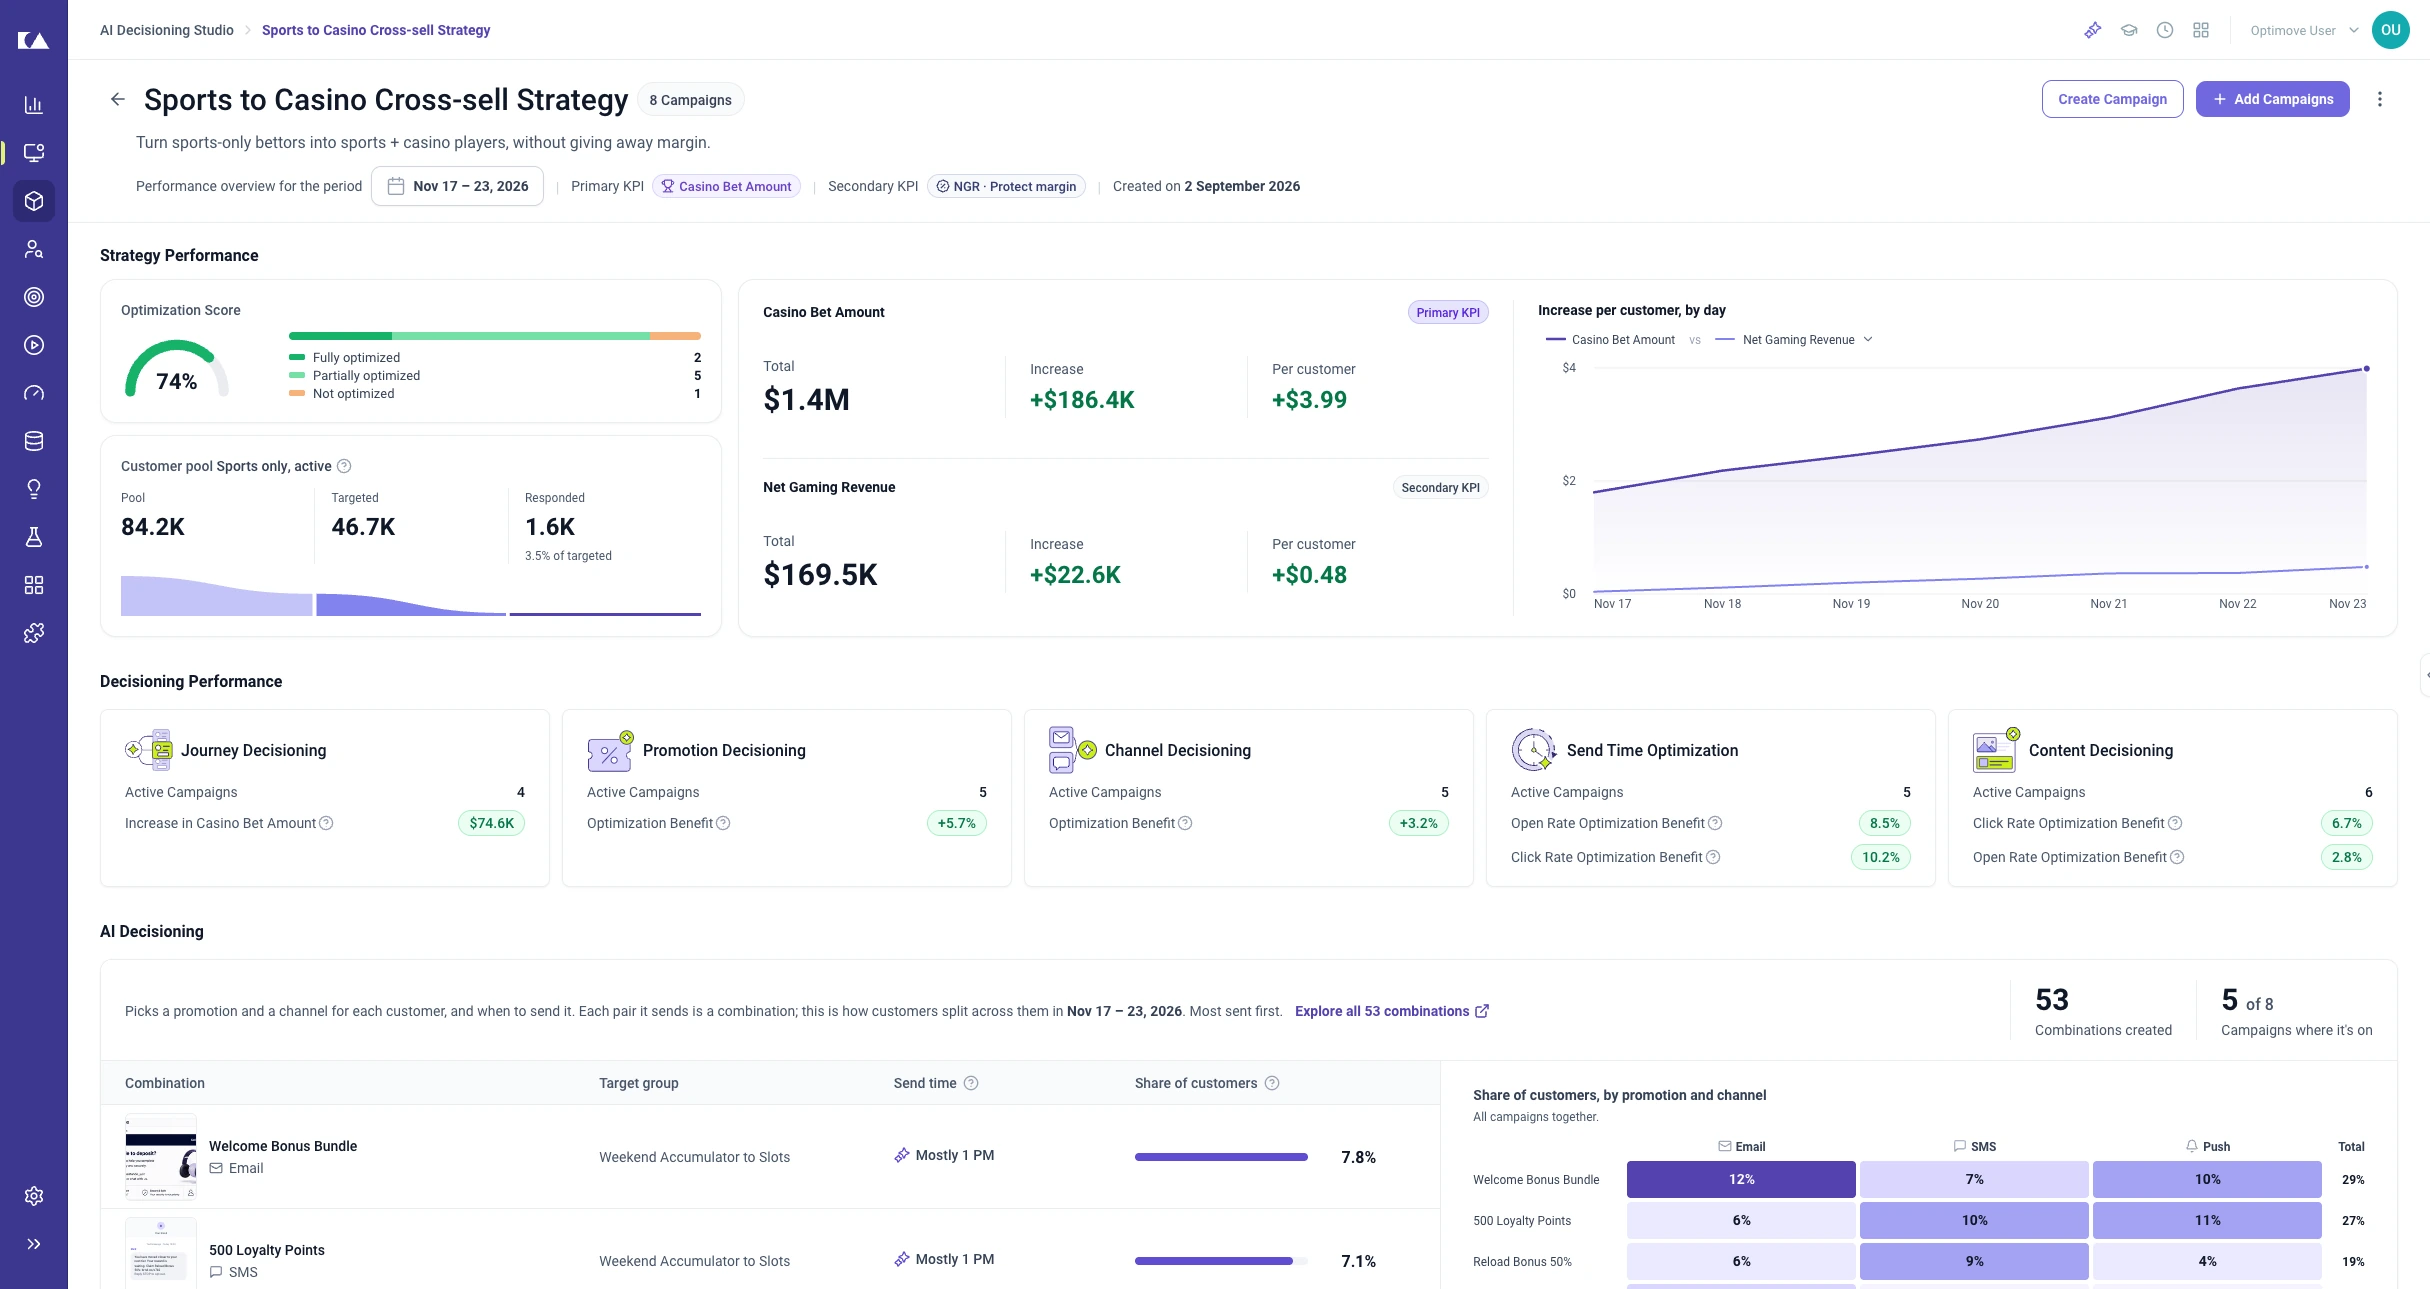 AI Decisioning Studio
Sports to Casino Cross-sell Strategy
Optimove User
OU
Sports to Casino Cross-sell Strategy
8 Campaigns
Create Campaign
+ Add Campaigns
Turn sports-only bettors into sports + casino players, without giving away margin.
Performance overview for the period
Nov 17 – 23, 2026
Primary KPI
Casino Bet Amount
Secondary KPI
NGR · Protect margin
Created on 2 September 2026
Strategy Performance
Optimization Score
74%
Fully optimized 2
Partially optimized 5
Not optimized 1
Customer pool Sports only, active
Pool
84.2K
Targeted
46.7K
Responded
1.6K
3.5% of targeted
Casino Bet Amount
Primary KPI
Total
$1.4M
Increase
+$186.4K
Per customer
+$3.99
Net Gaming Revenue
Secondary KPI
Total
$169.5K
Increase
+$22.6K
Per customer
+$0.48
Increase per customer, by day
Casino Bet Amount vs Net Gaming Revenue
$4
$2
$0
Nov 17 Nov 18 Nov 19 Nov 20 Nov 21 Nov 22 Nov 23
Decisioning Performance
Journey Decisioning
Active Campaigns 4
Increase in Casino Bet Amount $74.6K
Promotion Decisioning
Active Campaigns 5
Optimization Benefit +5.7%
Channel Decisioning
Active Campaigns 5
Optimization Benefit +3.2%
Send Time Optimization
Active Campaigns 5
Open Rate Optimization Benefit 8.5%
Click Rate Optimization Benefit 10.2%
Content Decisioning
Active Campaigns 6
Click Rate Optimization Benefit 6.7%
Open Rate Optimization Benefit 2.8%
AI Decisioning
Picks a promotion and a channel for each customer, and when to send it. Each pair it sends is a combination; this is how customers split across them in Nov 17 – 23, 2026. Most sent first. Explore all 53 combinations
53
Combinations created
5 of 8
Campaigns where it's on
Combination Target group Send time Share of customers
Welcome Bonus Bundle
Email
Weekend Accumulator to Slots
Mostly 1 PM
7.8%
500 Loyalty Points
SMS
Weekend Accumulator to Slots
Mostly 1 PM
7.1%
Share of customers, by promotion and channel
All campaigns together.
Email SMS Push Total
Welcome Bonus Bundle 12% 7% 10% 29%
500 Loyalty Points 6% 10% 11% 27%
Reload Bonus 50% 6% 9% 4% 19%